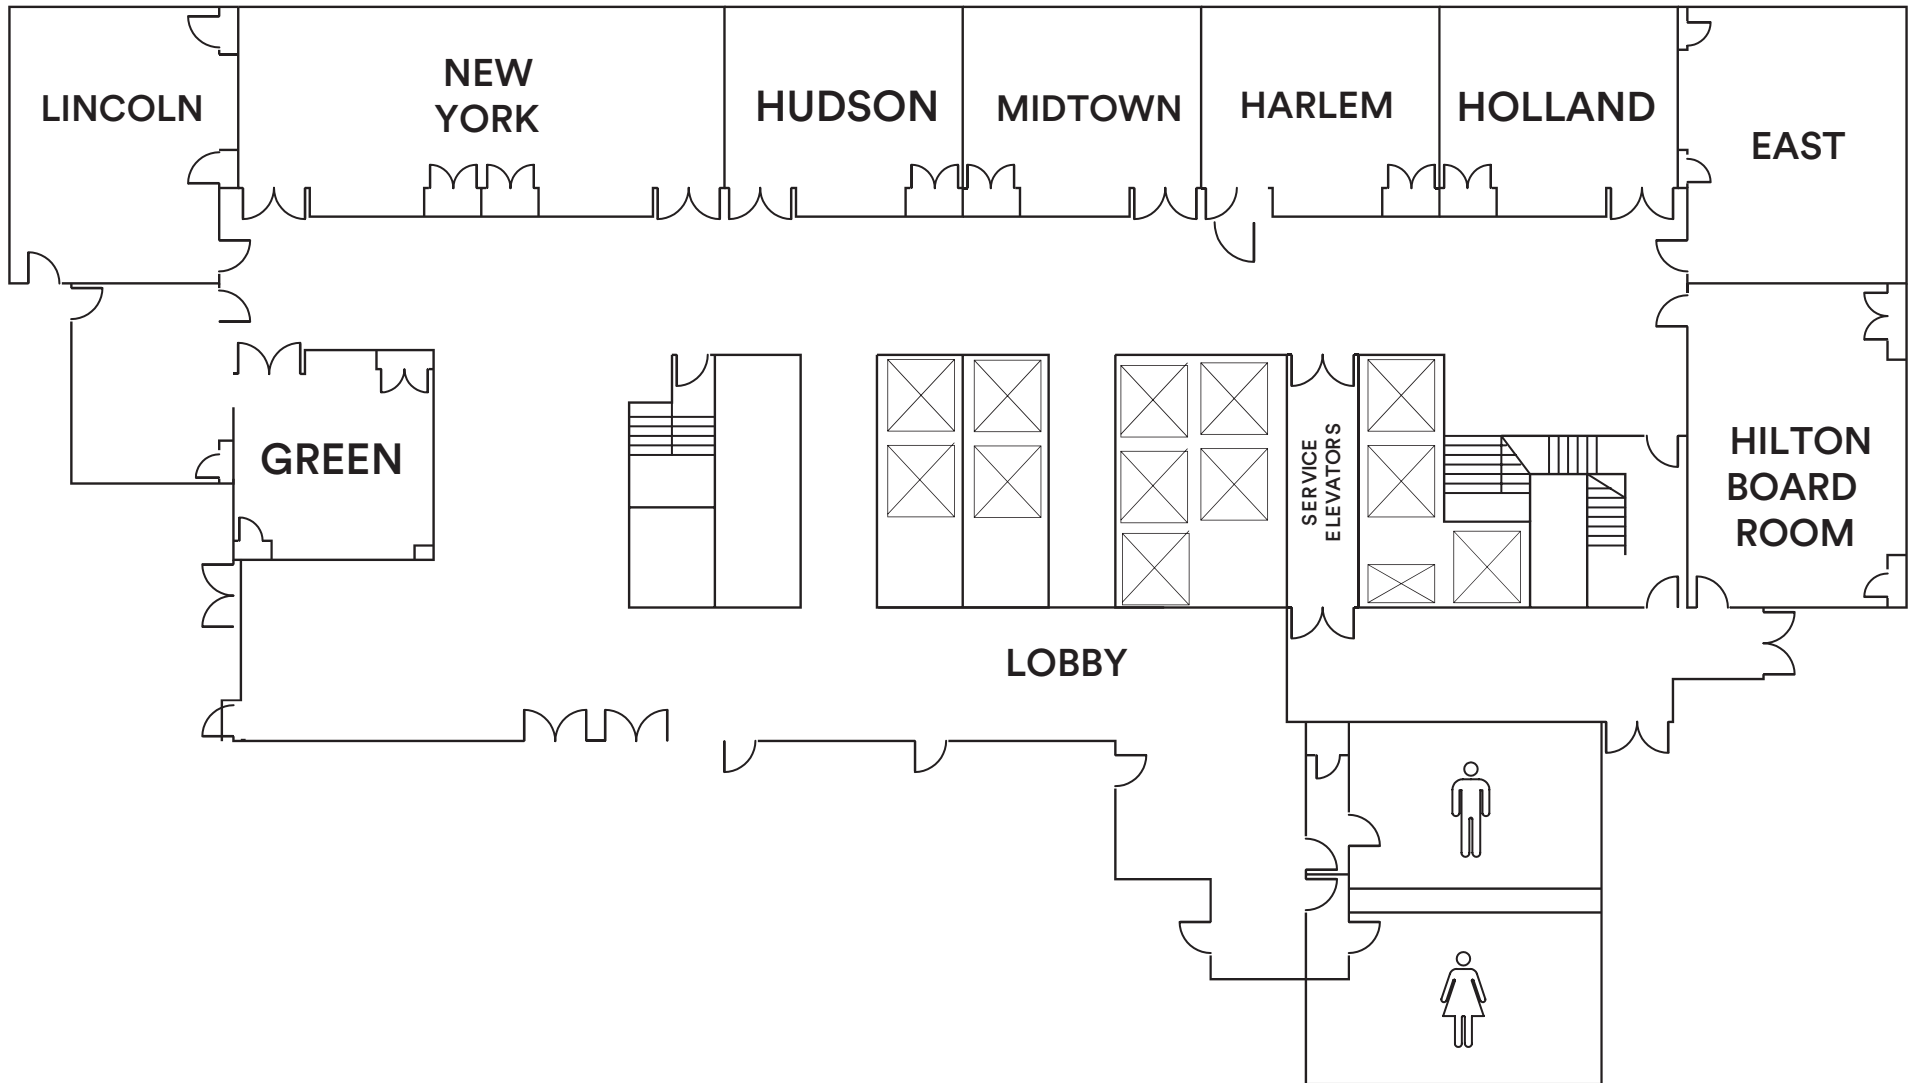 LINCOLN
NEW
YORK
HUDSON
MIDTOWN
HARLEM
HOLLAND
EAST
GREEN
SERVICE
ELEVATORS
HILTON
BOARD
ROOM
LOBBY